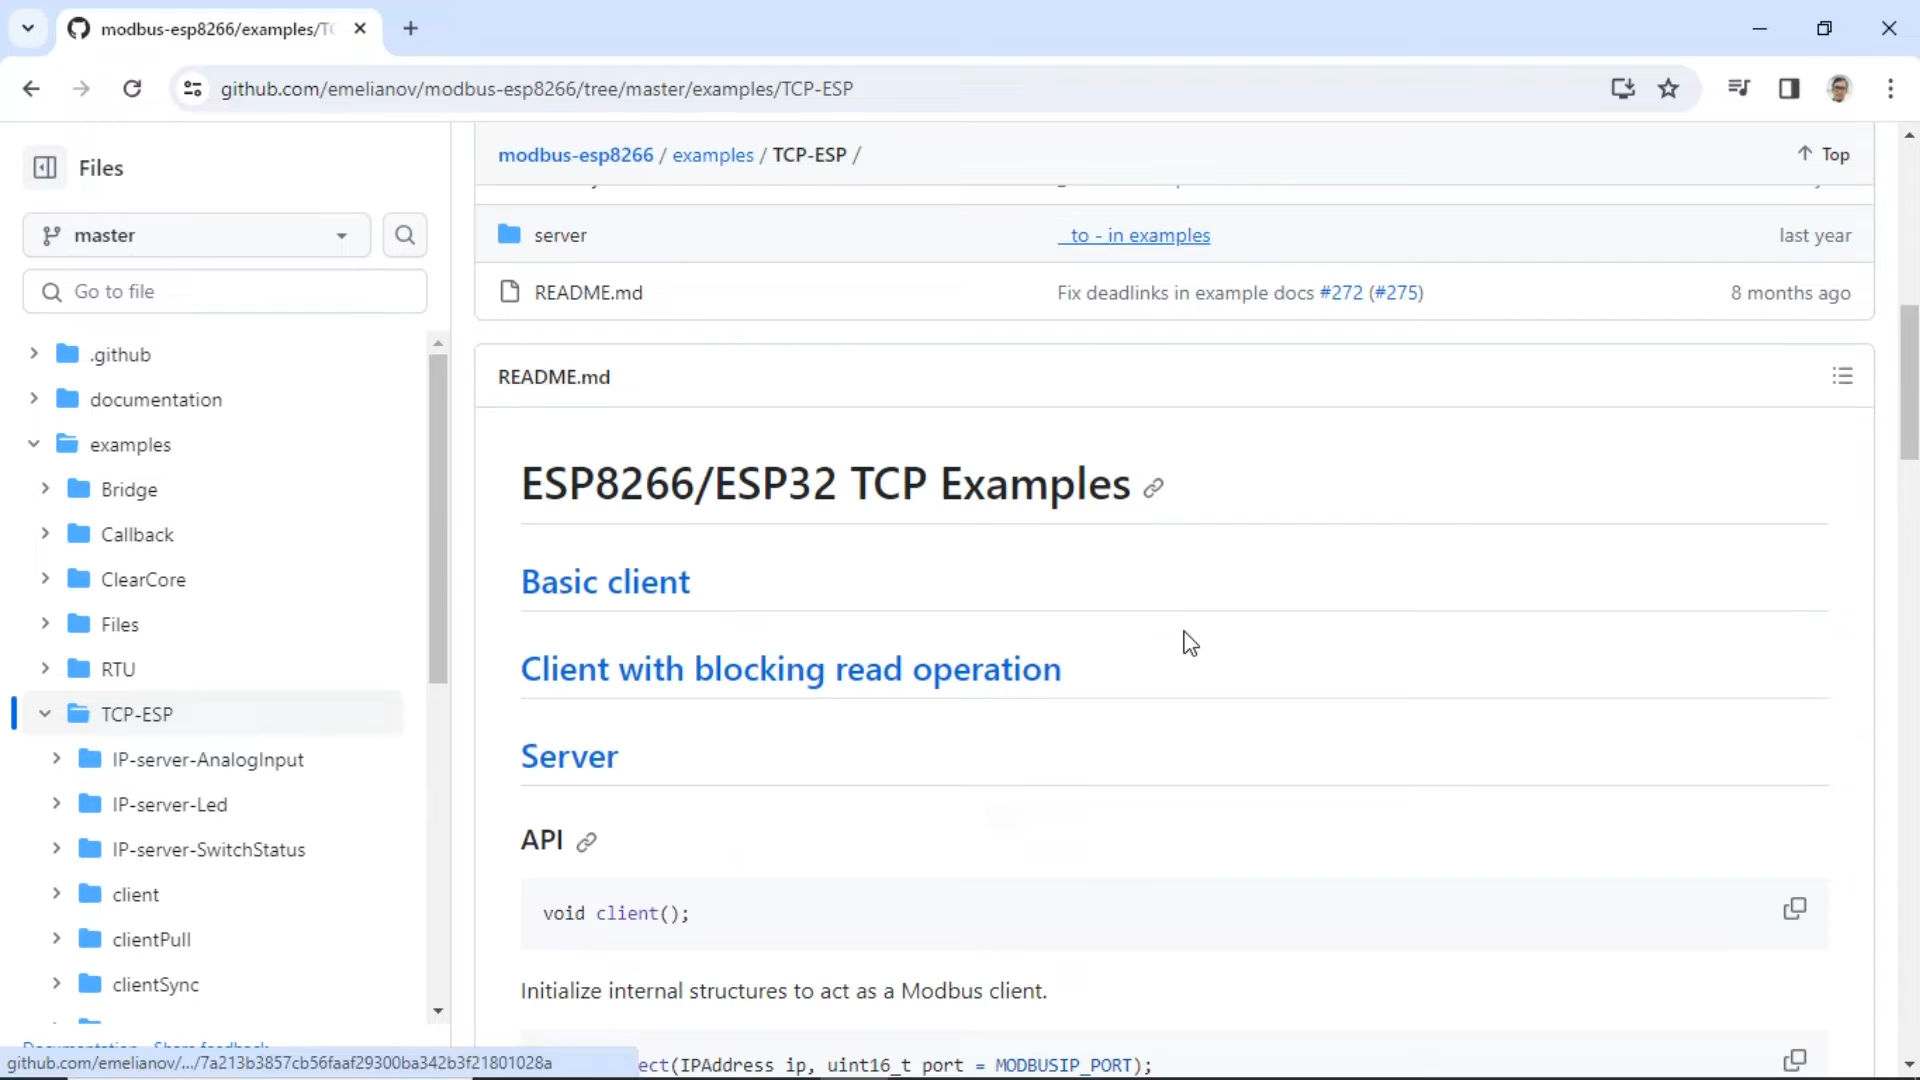 modbus-esp8266/examples/TC
github.com/emelianov/modbus-esp8266/tree/master/examples/TCP-ESP
Files
master
Go to file
.github
documentation
examples
Bridge
Callback
ClearCore
Files
RTU
TCP-ESP
IP-server-AnalogInput
IP-server-Led
IP-server-SwitchStatus
client
clientPull
clientSync
Documentation · Share feedback
github.com/emelianov/.../7a213b3857cb56faaf29300ba342b3f21801028a
modbus-esp8266 / examples / TCP-ESP /
Top
server _to - in examples last year
README.md Fix deadlinks in example docs #272 (#275) 8 months ago
README.md
ESP8266/ESP32 TCP Examples
Basic client
Client with blocking read operation
Server
API
void client();
Initialize internal structures to act as a Modbus client.
ect(IPAddress ip, uint16_t port = MODBUSIP_PORT);